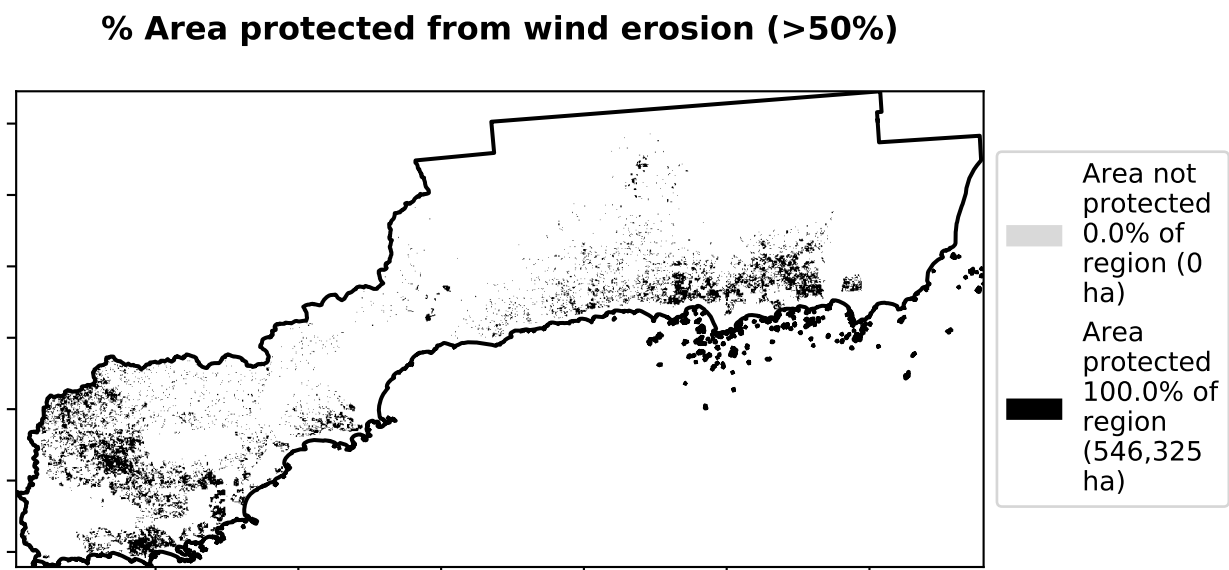 % Area protected from wind erosion (>50%)
Area not
protected
0.0% of
region (0
ha)
Area
protected
100.0% of
region
(546,325
ha)